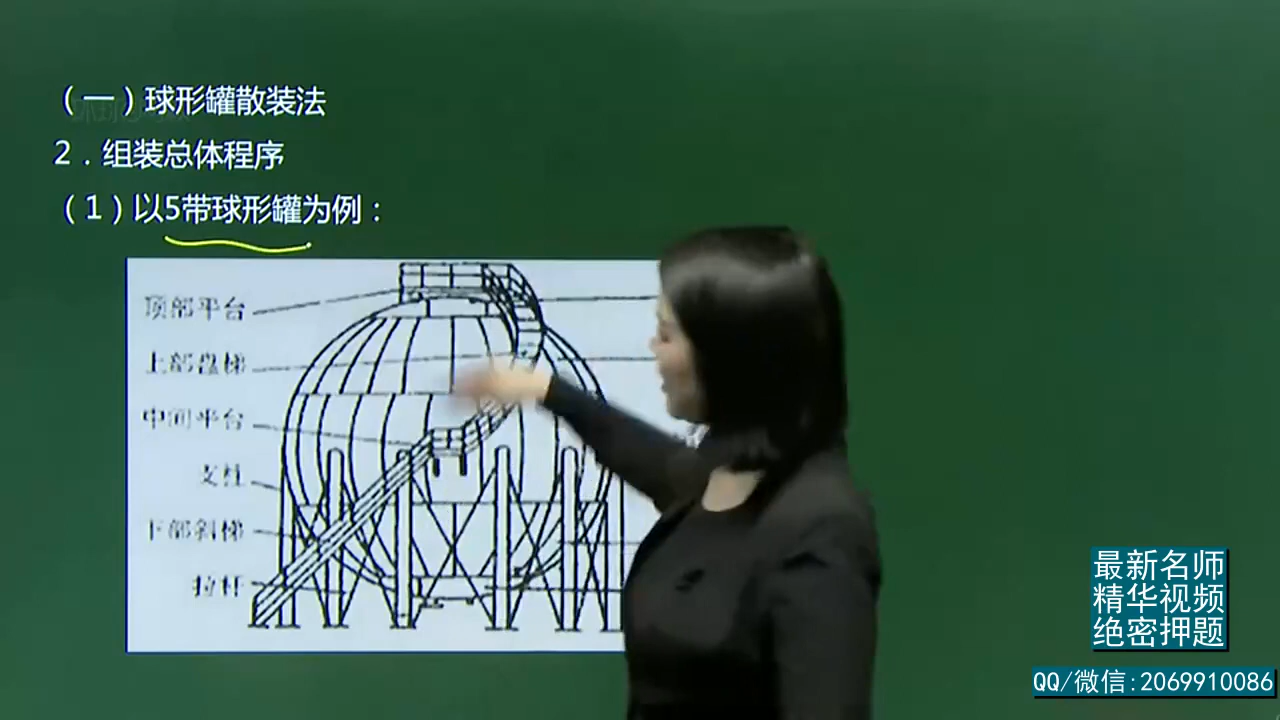 （一）球形罐散装法
2．组装总体程序
（1）以5带球形罐为例：
顶部平台
上部盘梯
中间平台
支柱
下部斜梯
拉杆
最新名师
精华视频
绝密押题
QQ/微信:2069910086